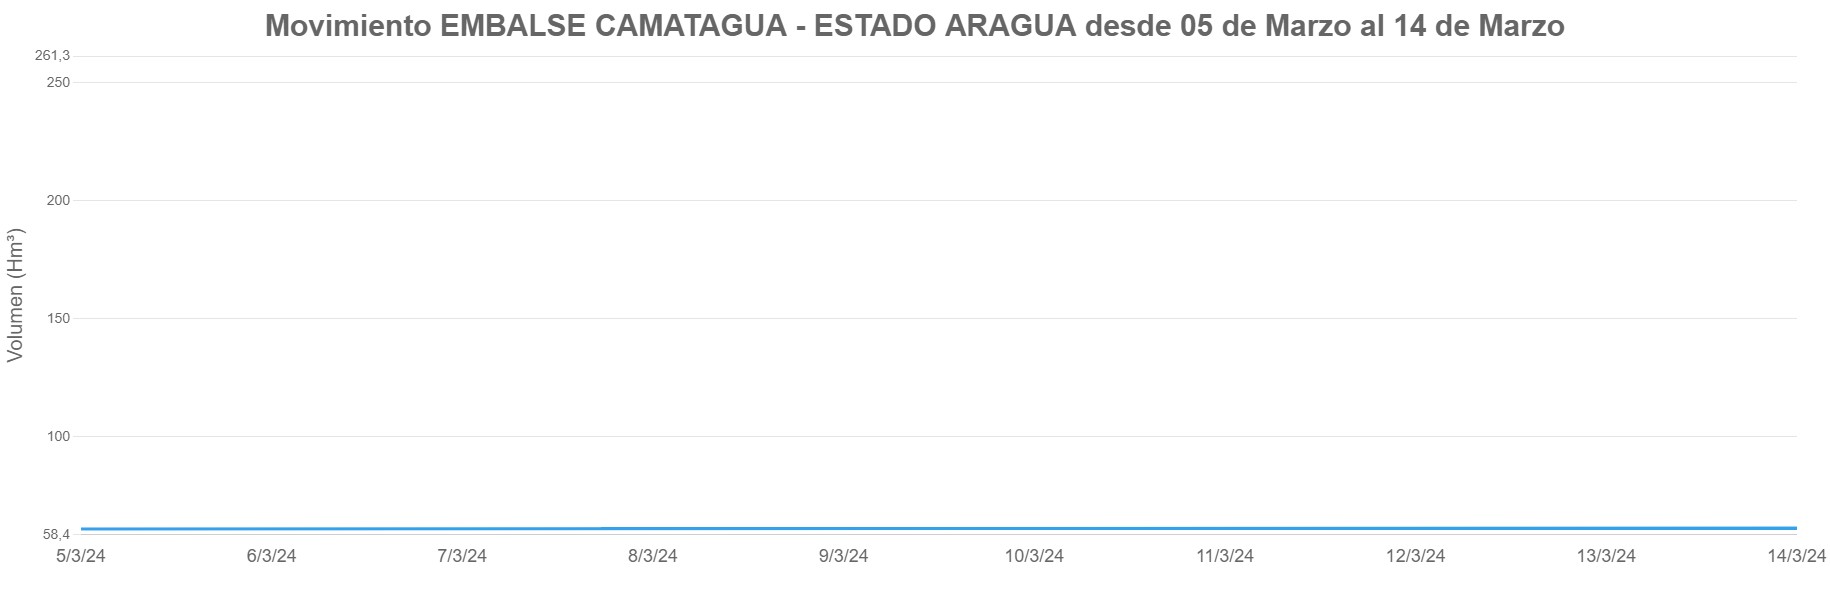 Movimiento EMBALSE CAMATAGUA - ESTADO ARAGUA desde 05 de Marzo al 14 de Marzo
261,3
250
200
150
100
58,4
Volumen (Hm³)
5/3/24 6/3/24 7/3/24 8/3/24 9/3/24 10/3/24 11/3/24 12/3/24 13/3/24 14/3/24